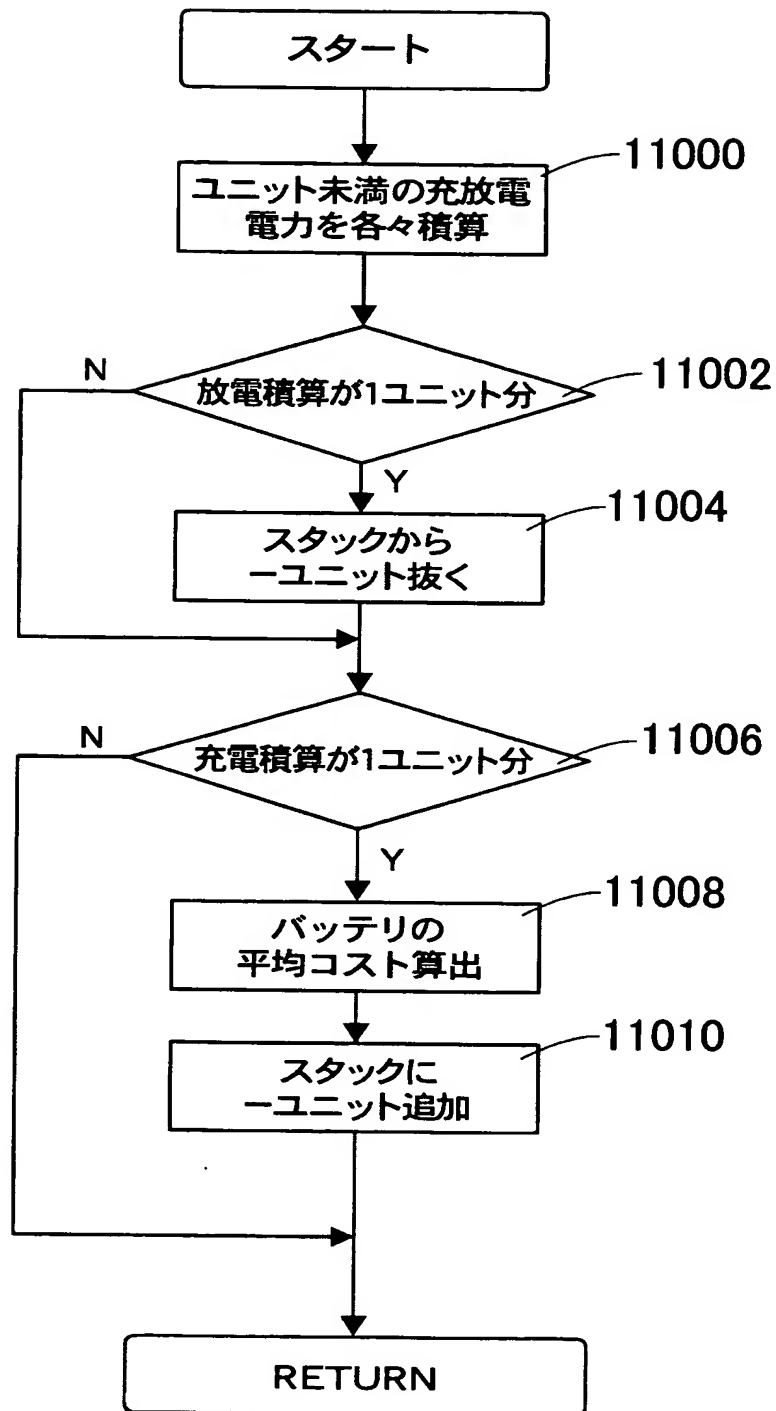 スタート
11000
ユニット未満の充放電
電力を各々積算
N
放電積算が1ユニット分
11002
Y
11004
スタックから
一ユニット抜く
N
充電積算が1ユニット分
11006
Y
11008
バッテリの
平均コスト算出
11010
スタックに
一ユニット追加
RETURN